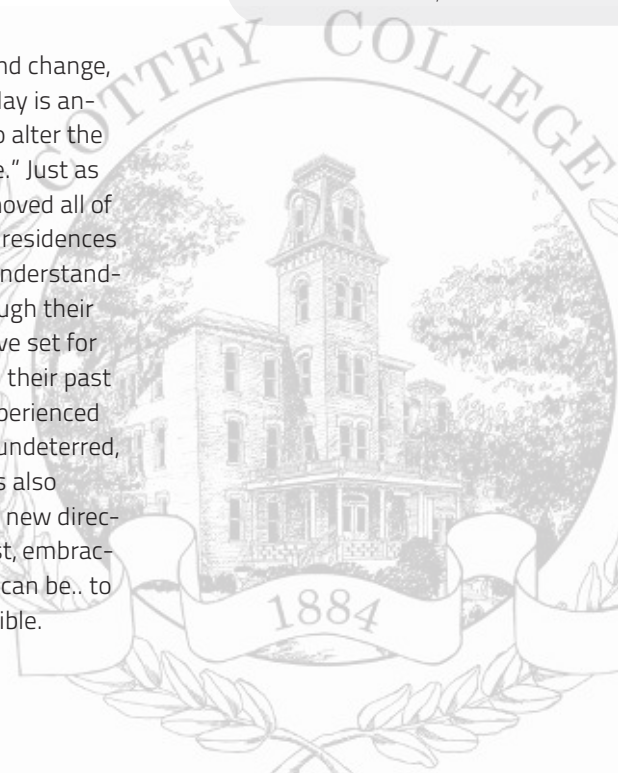 COTTEY COLLEGE
nd change,
lay is an-
o alter the
e.” Just as
noved all of
residences
nderstand-
ugh their
ve set for
their past
perienced
undeterred,
s also
new direc-
st, embrac-
can be.. to
ible.
1884